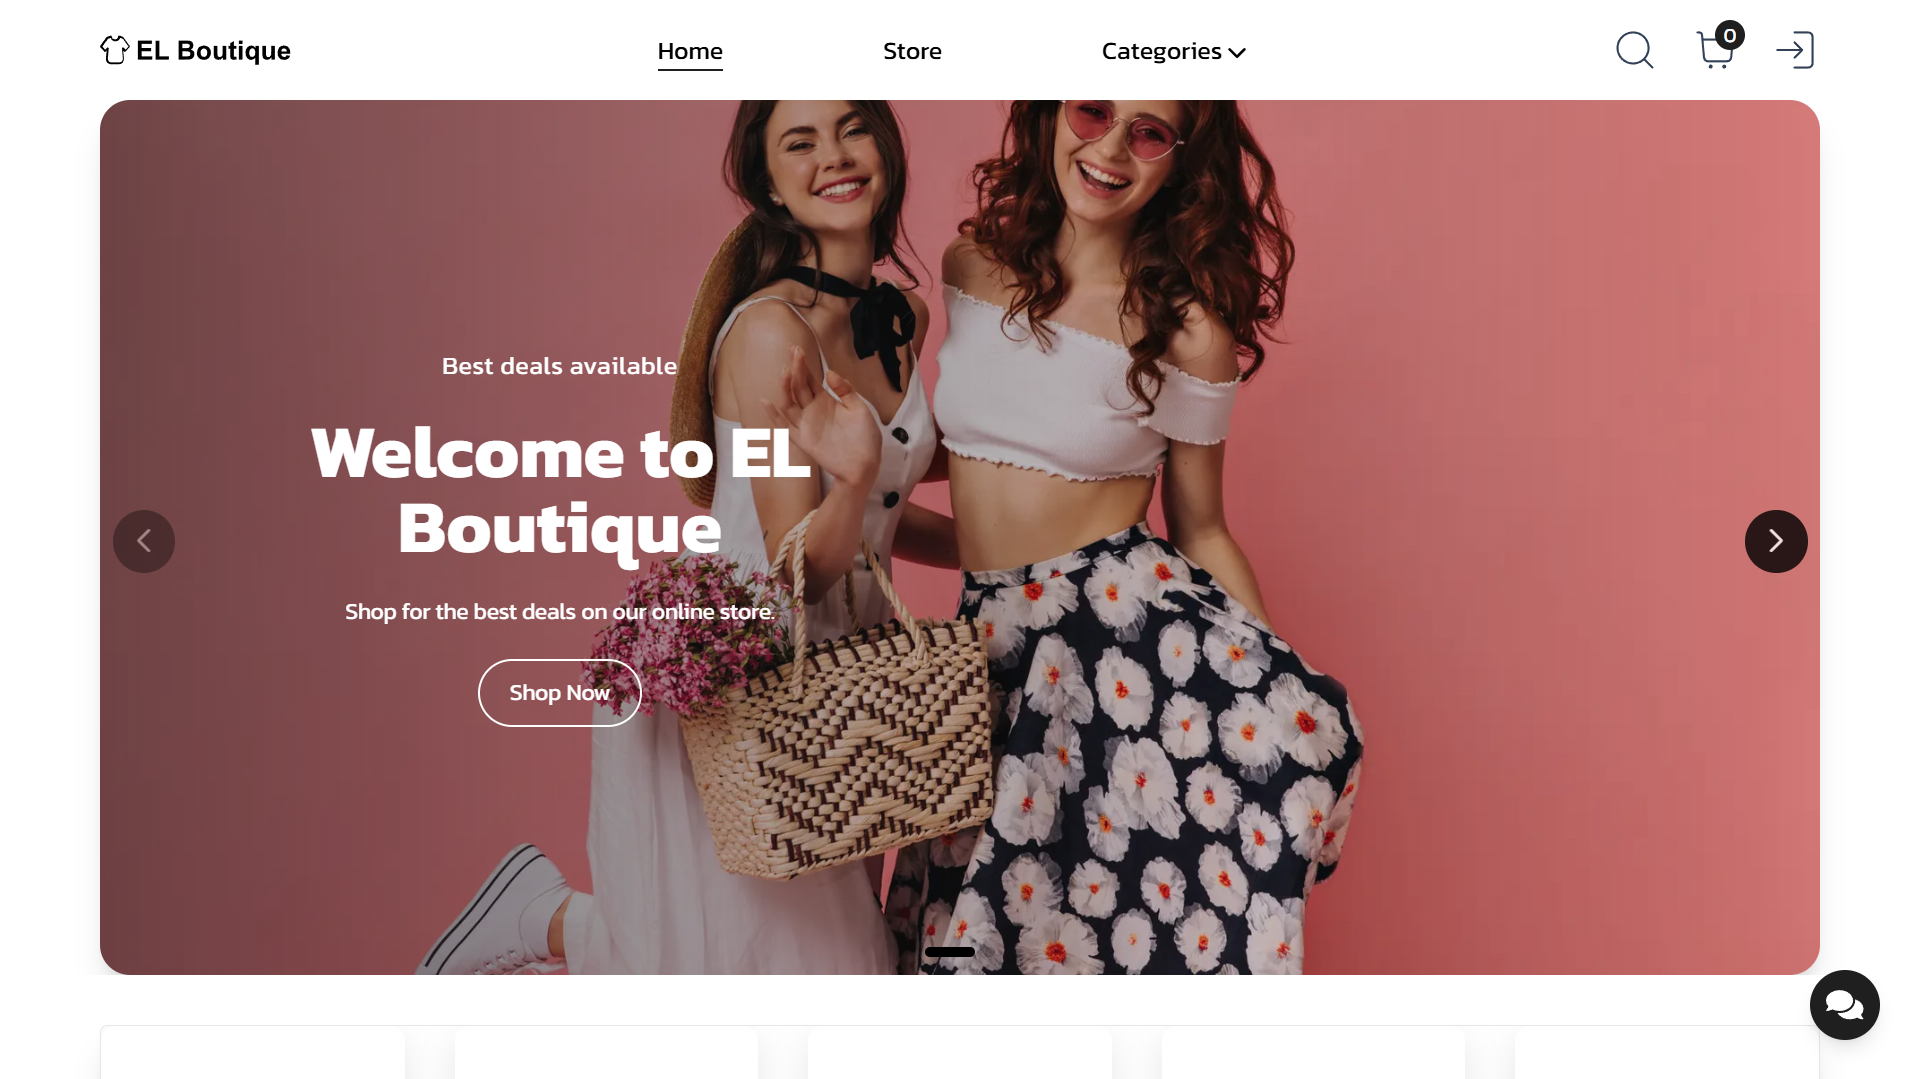 EL Boutique
Home
Store
Categories
0
Best deals available
Welcome to EL
Boutique
Shop for the best deals on our online store.
Shop Now